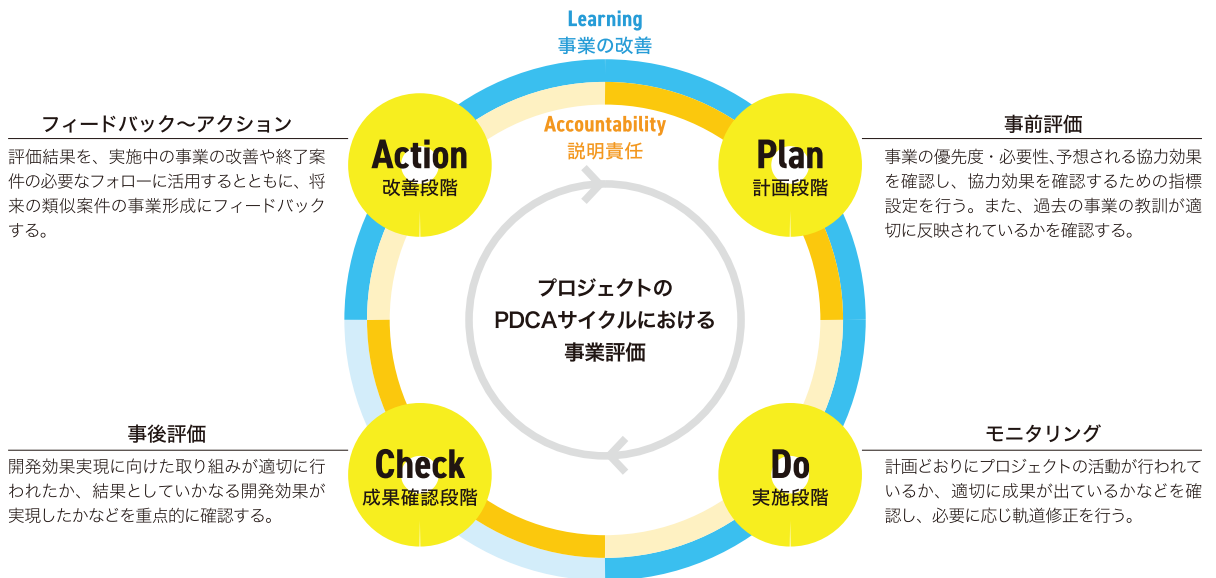 Learning
事業の改善
Accountability
説明責任
フィードバック～アクション
評価結果を、実施中の事業の改善や終了案
件の必要なフォローに活用するとともに、将
来の類似案件の事業形成にフィードバック
する。
Action
改善段階
Plan
計画段階
事前評価
事業の優先度・必要性、予想される協力効果
を確認し、協力効果を確認するための指標
設定を行う。また、過去の事業の教訓が適
切に反映されているかを確認する。
プロジェクトの
PDCAサイクルにおける
事業評価
事後評価
開発効果実現に向けた取り組みが適切に行
われたか、結果としていかなる開発効果が
実現したかなどを重点的に確認する。
Check
成果確認段階
Do
実施段階
モニタリング
計画どおりにプロジェクトの活動が行われて
いるか、適切に成果が出ているかなどを確
認し、必要に応じ軌道修正を行う。